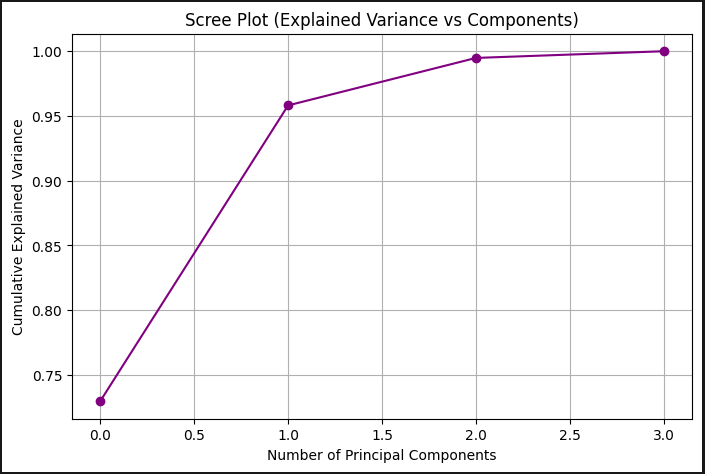 Scree Plot (Explained Variance vs Components)
1.00
0.95
0.90
0.85
0.80
0.75
Cumulative Explained Variance
0.0 0.5 1.0 1.5 2.0 2.5 3.0
Number of Principal Components